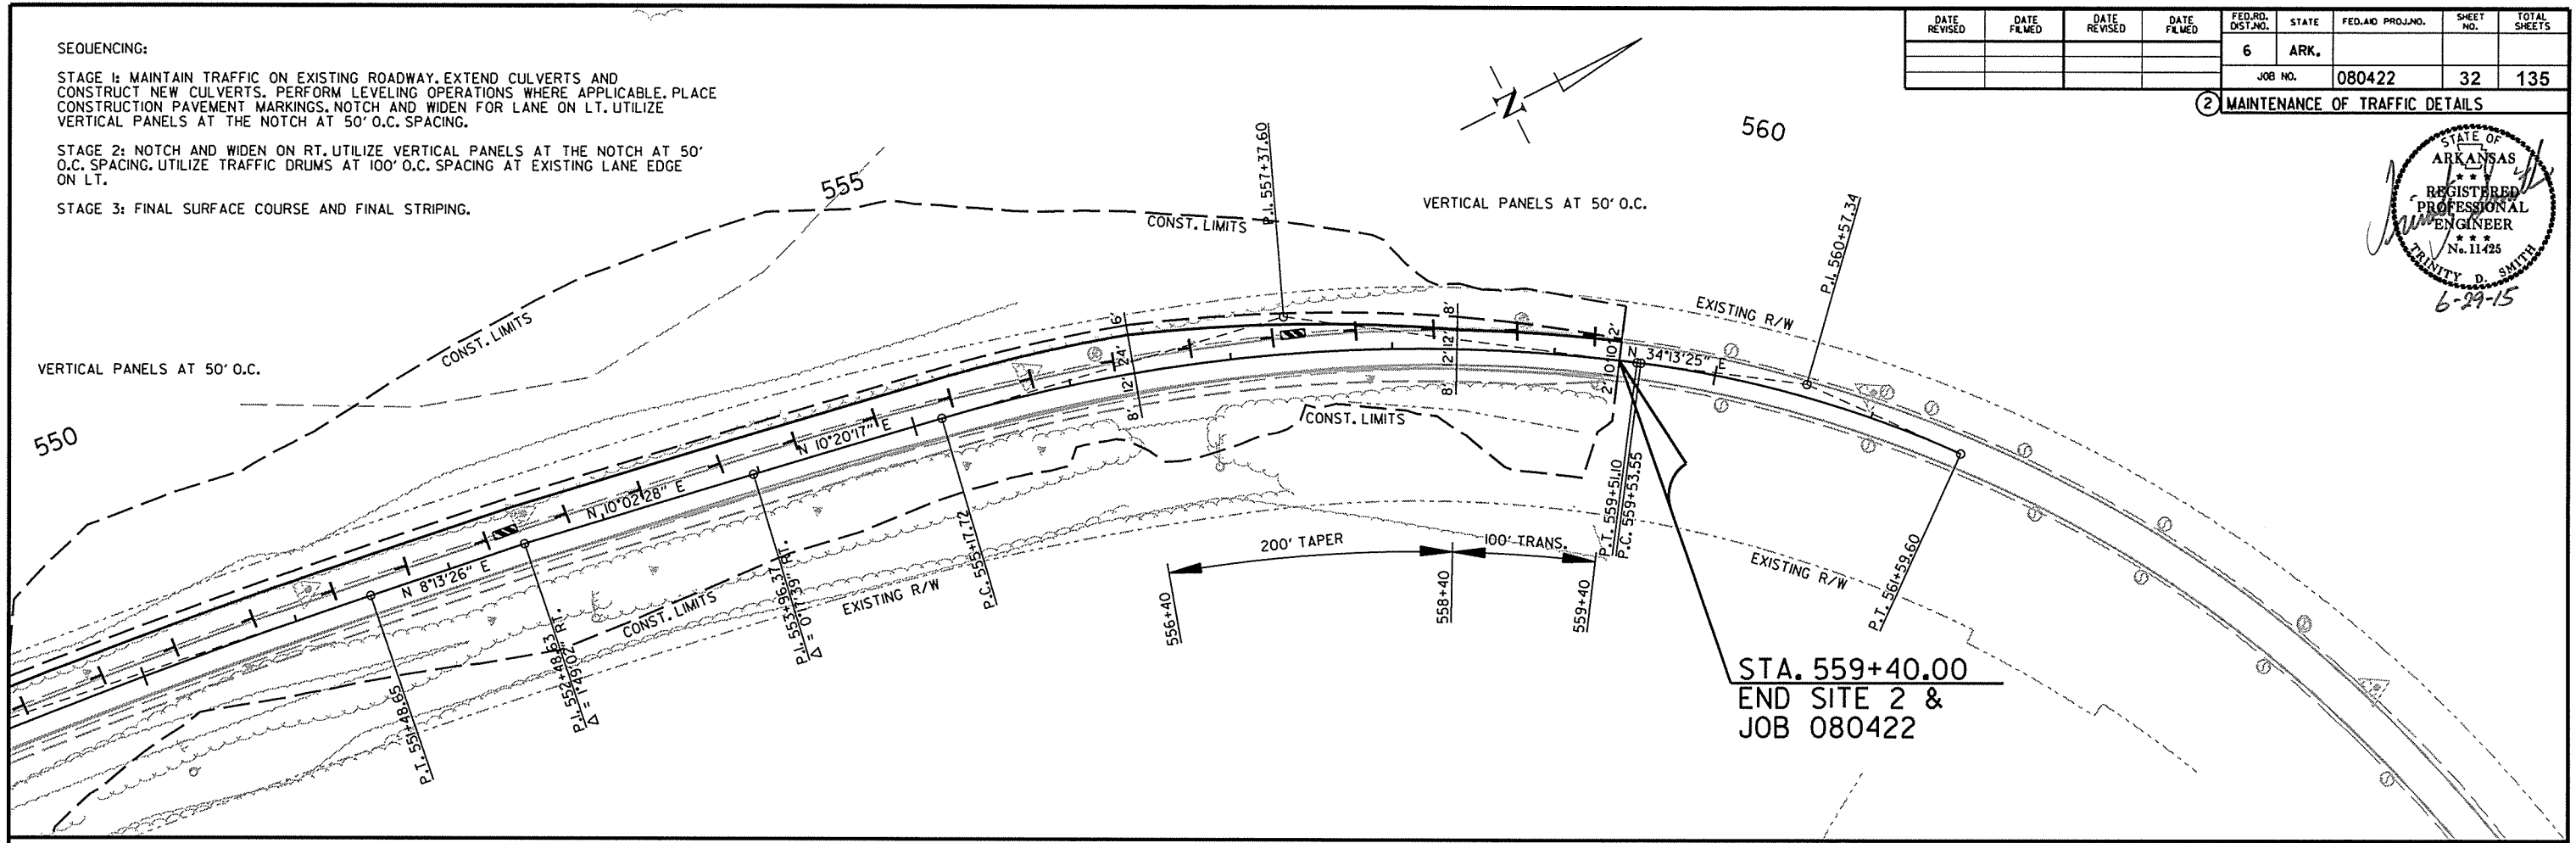 SEQUENCING:
STAGE 1: MAINTAIN TRAFFIC ON EXISTING ROADWAY. EXTEND CULVERTS AND
CONSTRUCT NEW CULVERTS. PERFORM LEVELING OPERATIONS WHERE APPLICABLE. PLACE
CONSTRUCTION PAVEMENT MARKINGS. NOTCH AND WIDEN FOR LANE ON LT. UTILIZE
VERTICAL PANELS AT THE NOTCH AT 50' O.C. SPACING.
STAGE 2: NOTCH AND WIDEN ON RT. UTILIZE VERTICAL PANELS AT THE NOTCH AT 50'
O.C. SPACING. UTILIZE TRAFFIC DRUMS AT 100' O.C. SPACING AT EXISTING LANE EDGE
ON LT.
STAGE 3: FINAL SURFACE COURSE AND FINAL STRIPING.
DATE REVISED
DATE FILMED
DATE REVISED
DATE FILMED
FED.RD. DIST.NO.
STATE
FED.AID PROJ.NO.
SHEET NO.
TOTAL SHEETS
6
ARK.
JOB NO.
080422
32
135
2 MAINTENANCE OF TRAFFIC DETAILS
STATE OF
ARKANSAS
* * *
REGISTERED
PROFESSIONAL
ENGINEER
* * *
No. 11425
TRINITY D. SMITH
6-29-15
N
550
555
560
VERTICAL PANELS AT 50' O.C.
VERTICAL PANELS AT 50' O.C.
CONST. LIMITS
CONST. LIMITS
CONST. LIMITS
CONST. LIMITS
EXISTING R/W
EXISTING R/W
EXISTING R/W
P.I. 557+37.60
P.I. 560+57.34
N 8°13'26" E
N 10°02'28" E
N 10°20'17" E
N 34°13'25" E
6'
24'
12'
8'
8'
12'
12'
8'
12'
10'
10'
2'
P.T. 551+48.65
P.I. 552+48.63
Δ = 1°49'02" RT.
P.I. 553+96.37
Δ = 0°17'39" RT.
P.C. 555+17.72
P.T. 559+51.10
P.C. 559+53.55
P.T. 561+59.60
200' TAPER
100' TRANS.
556+40
558+40
559+40
STA. 559+40.00
END SITE 2 &
JOB 080422